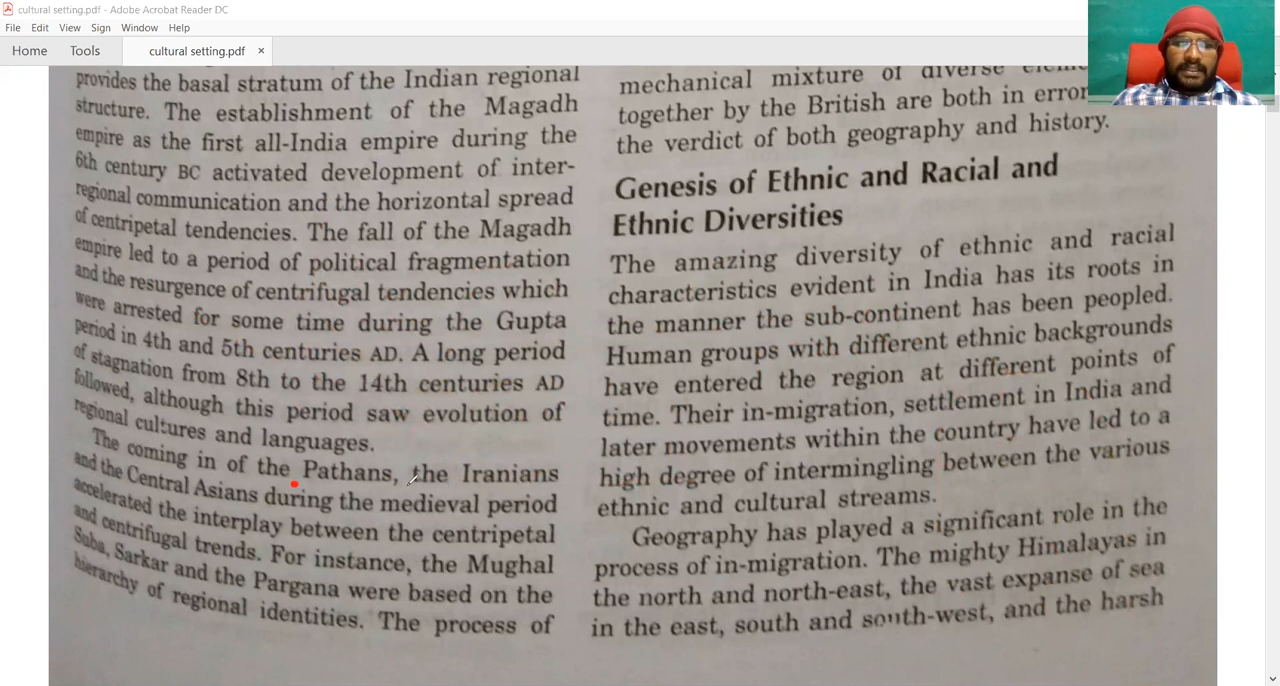 cultural setting.pdf - Adobe Acrobat Reader DC
File Edit View Sign Window Help
Home Tools cultural setting.pdf ×
provides the basal stratum of the Indian regional
structure. The establishment of the Magadh
empire as the first all-India empire during the
6th century BC activated development of inter-
regional communication and the horizontal spread
of centripetal tendencies. The fall of the Magadh
empire led to a period of political fragmentation
and the resurgence of centrifugal tendencies which
were arrested for some time during the Gupta
period in 4th and 5th centuries AD. A long period
of stagnation from 8th to the 14th centuries AD
followed, although this period saw evolution of
regional cultures and languages.
The coming in of the Pathans, the Iranians
and the Central Asians during the medieval period
accelerated the interplay between the centripetal
and centrifugal trends. For instance, the Mughal
Suba, Sarkar and the Pargana were based on the
hierarchy of regional identities. The process of
mechanical mixture of diverse
together by the British are both in error
the verdict of both geography and history.
Genesis of Ethnic and Racial and
Ethnic Diversities
The amazing diversity of ethnic and racial
characteristics evident in India has its roots in
the manner the sub-continent has been peopled.
Human groups with different ethnic backgrounds
have entered the region at different points of
time. Their in-migration, settlement in India and
later movements within the country have led to a
high degree of intermingling between the various
ethnic and cultural streams.
Geography has played a significant role in the
process of in-migration. The mighty Himalayas in
the north and north-east, the vast expanse of sea
in the east, south and south-west, and the harsh